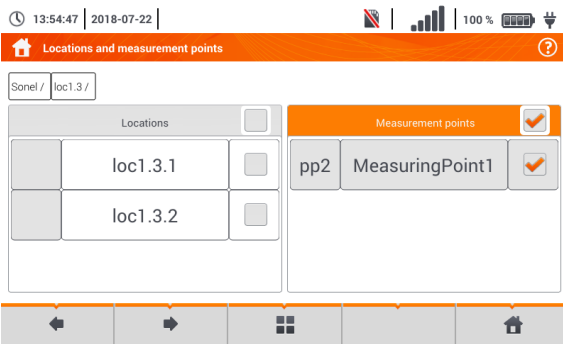 13:54:47 2018-07-22 100 %
Locations and measurement points ?
Sonel / loc1.3 /
Locations
Measurement points
loc1.3.1
pp2 MeasuringPoint1
loc1.3.2